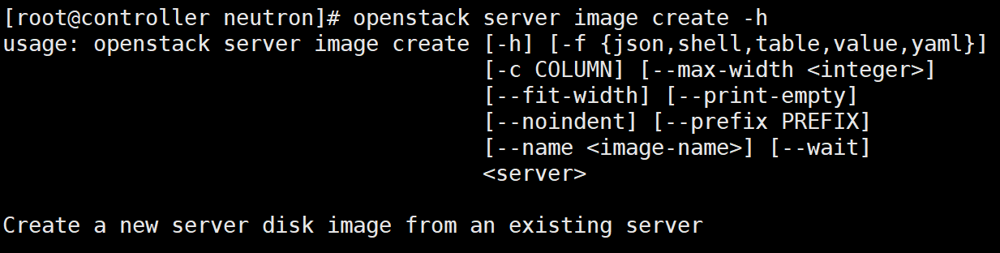 [root@controller neutron]# openstack server image create -h
usage: openstack server image create [-h] [-f {json,shell,table,value,yaml}]
[-c COLUMN] [--max-width <integer>]
[--fit-width] [--print-empty]
[--noindent] [--prefix PREFIX]
[--name <image-name>] [--wait]
<server>
Create a new server disk image from an existing server